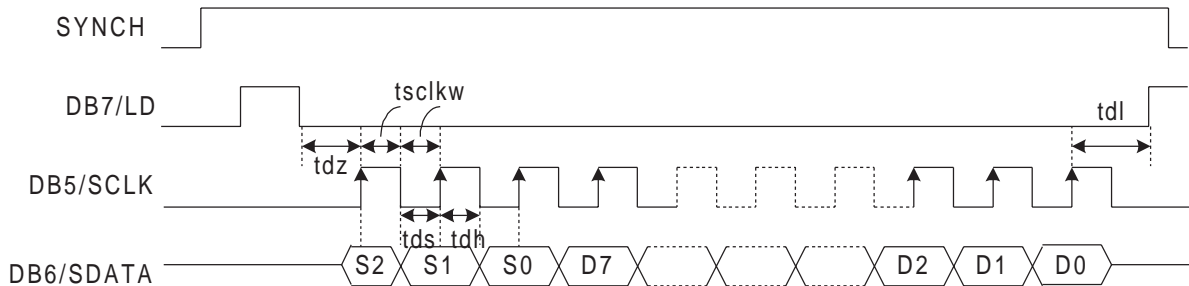 SYNCH
DB7/LD
tsclkw
tdl
tdz
DB5/SCLK
tds tdh
DB6/SDATA
S2 S1 S0 D7 D2 D1 D0